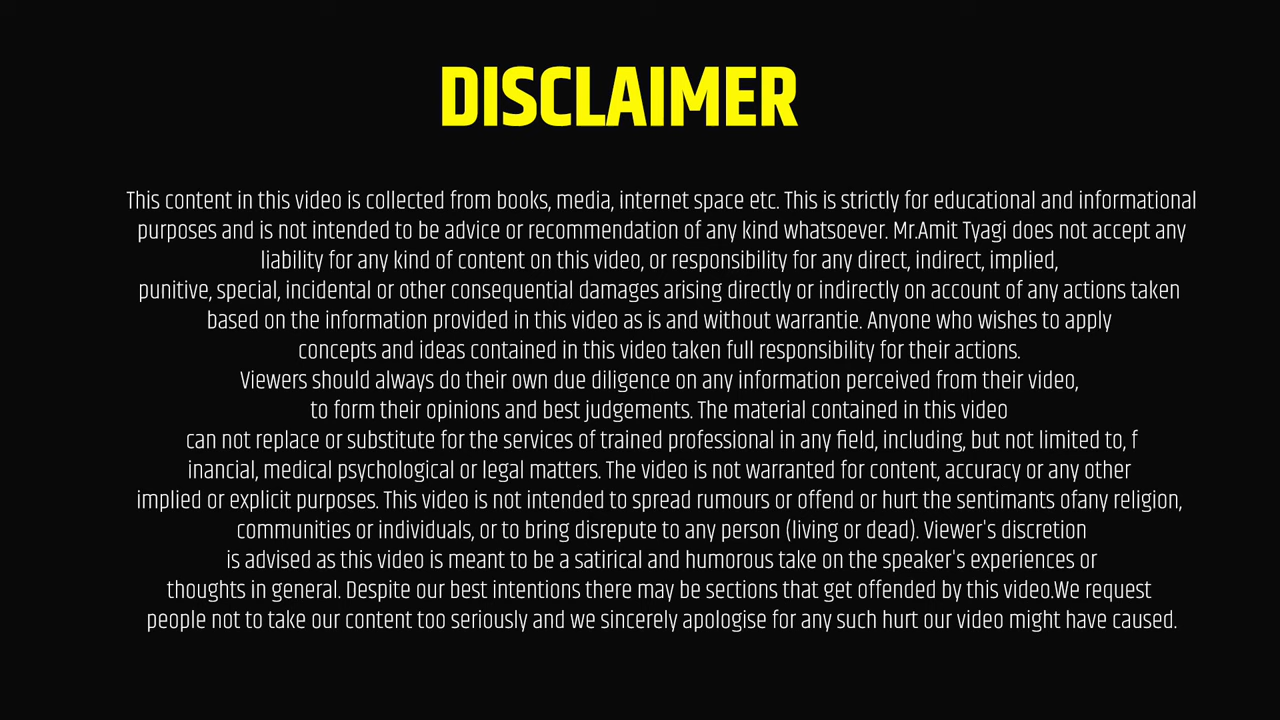 DISCLAIMER
This content in this video is collected from books, media, internet space etc. This is strictly for educational and informational
purposes and is not intended to be advice or recommendation of any kind whatsoever. Mr.Amit Tyagi does not accept any
liability for any kind of content on this video, or responsibility for any direct, indirect, implied,
punitive, special, incidental or other consequential damages arising directly or indirectly on account of any actions taken
based on the information provided in this video as is and without warrantie. Anyone who wishes to apply
concepts and ideas contained in this video taken full responsibility for their actions.
Viewers should always do their own due diligence on any information perceived from their video,
to form their opinions and best judgements. The material contained in this video
can not replace or substitute for the services of trained professional in any field, including, but not limited to, f
inancial, medical psychological or legal matters. The video is not warranted for content, accuracy or any other
implied or explicit purposes. This video is not intended to spread rumours or offend or hurt the sentimants ofany religion,
communities or individuals, or to bring disrepute to any person (living or dead). Viewer's discretion
is advised as this video is meant to be a satirical and humorous take on the speaker's experiences or
thoughts in general. Despite our best intentions there may be sections that get offended by this video.We request
people not to take our content too seriously and we sincerely apologise for any such hurt our video might have caused.